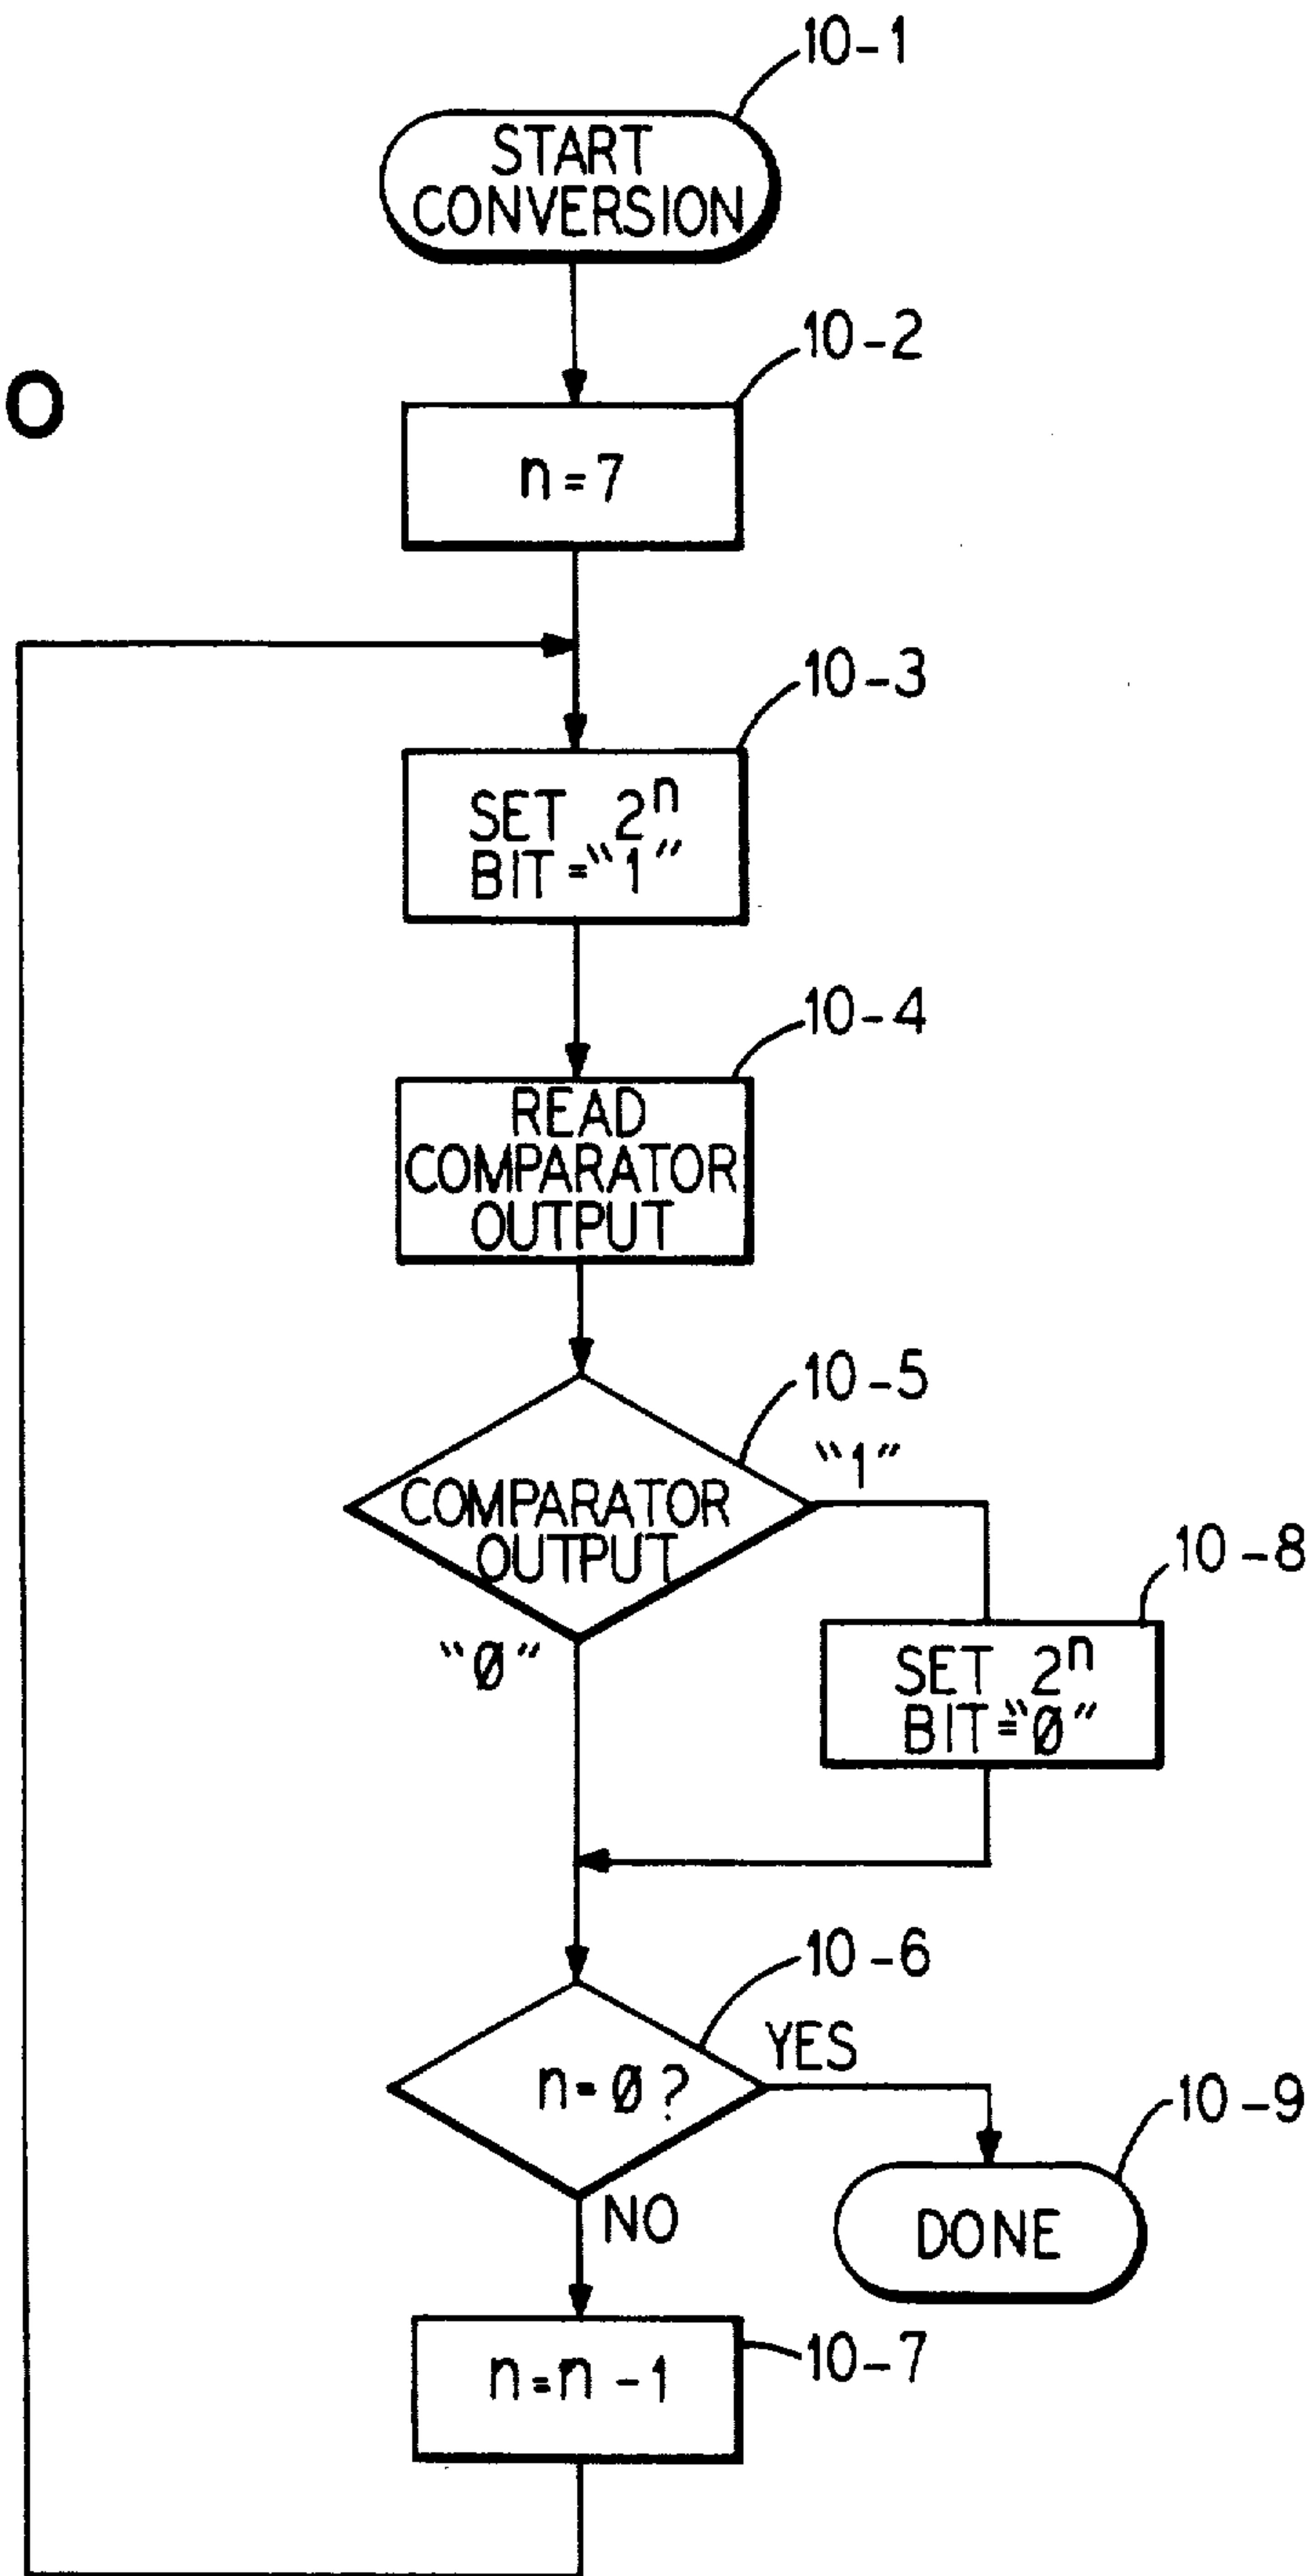 10-1
START
CONVERSION
10-2
O
n=7
10-3
SET 2ⁿ
BIT="1"
10-4
READ
COMPARATOR
OUTPUT
10-5
"1"
COMPARATOR
OUTPUT
10-8
"Ø"
SET 2ⁿ
BIT="Ø"
10-6
YES
n=Ø?
10-9
NO
DONE
10-7
n=n-1